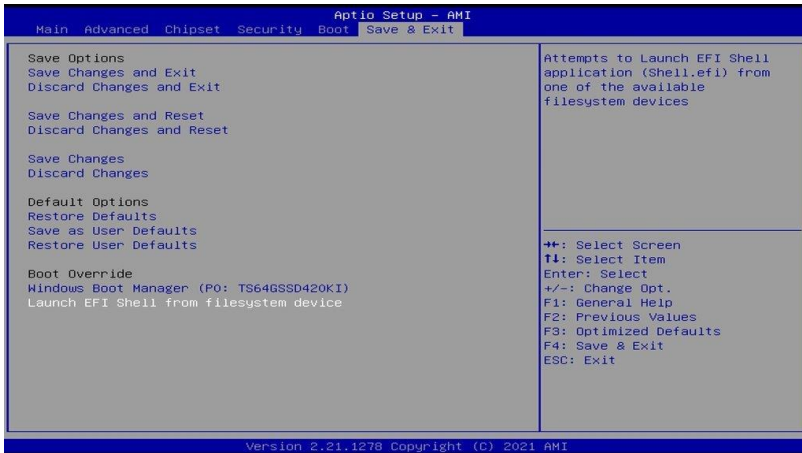 Aptio Setup - AMI
Main Advanced Chipset Security Boot Save & Exit
Save Options
Save Changes and Exit
Discard Changes and Exit
Save Changes and Reset
Discard Changes and Reset
Save Changes
Discard Changes
Default Options
Restore Defaults
Save as User Defaults
Restore User Defaults
Boot Override
Windows Boot Manager (P0: TS64GSSD420KI)
Launch EFI Shell from filesystem device
Attempts to Launch EFI Shell
application (Shell.efi) from
one of the available
filesystem devices
→←: Select Screen
↑↓: Select Item
Enter: Select
+/-: Change Opt.
F1: General Help
F2: Previous Values
F3: Optimized Defaults
F4: Save & Exit
ESC: Exit
Version 2.21.1278 Copyright (C) 2021 AMI